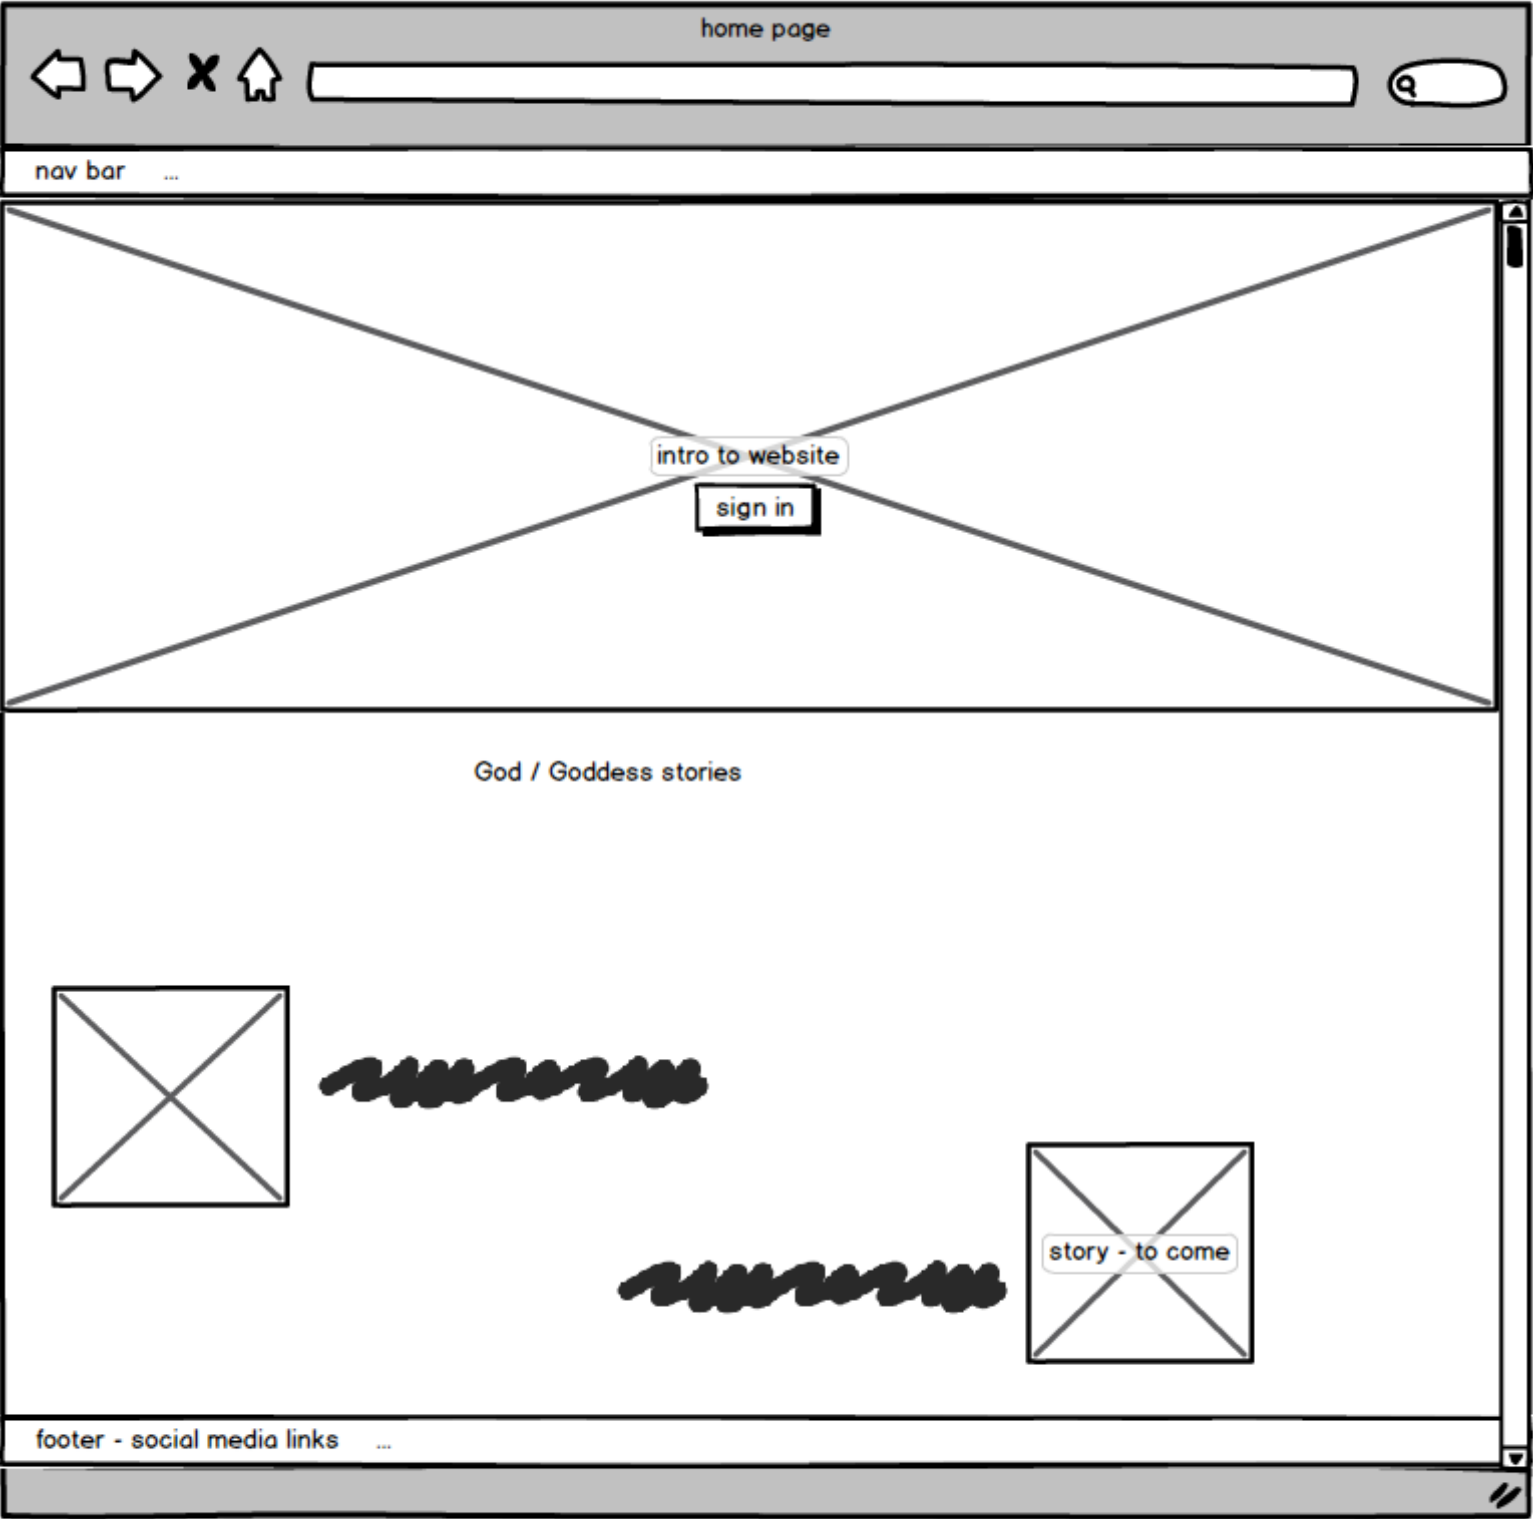 home page
nav bar ...
intro to website
sign in
God / Goddess stories
story - to come
footer - social media links ...